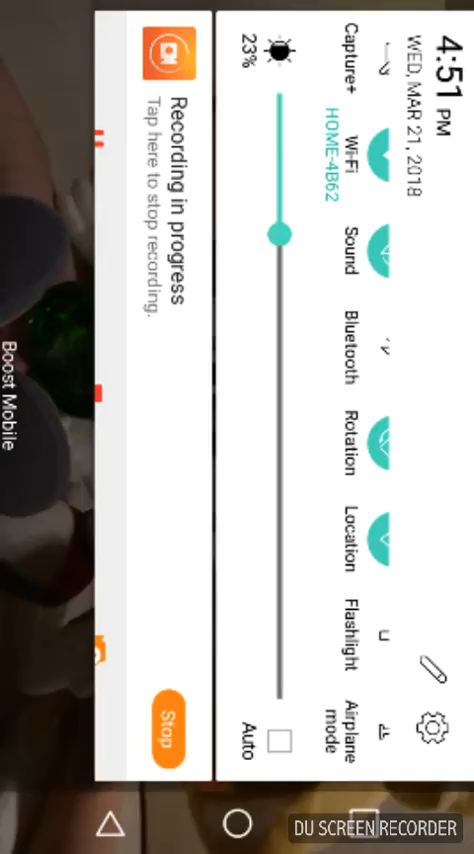 4:51 PM
WED, MAR 21, 2018
Capture+
Wi-Fi
HOME-4B62
Sound
Bluetooth
Rotation
Location
Flashlight
Airplane
mode
23%
Auto
Recording in progress
Tap here to stop recording.
Stop
Boost Mobile
DU SCREEN RECORDER